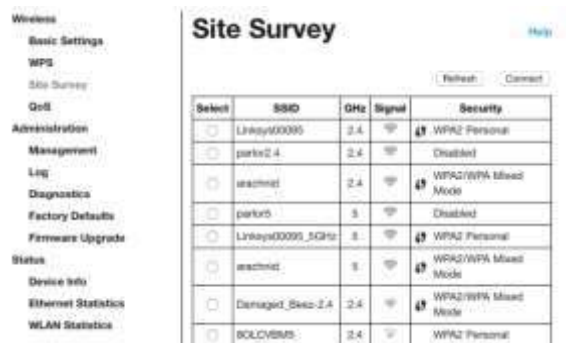 Wireless
Basic Settings
WPS
Site Survey
QoS
Administration
Management
Log
Diagnostics
Factory Defaults
Firmware Upgrade
Status
Device Info
Ethernet Statistics
WLAN Statistics
Site Survey
Help
Refresh Connect
Select SSID GHz Signal Security
Linksys00095 2.4 WPA2 Personal
parlor2.4 2.4 Disabled
arachnid 2.4 WPA2/WPA Mixed
Mode
parlor5 5 Disabled
Linksys00095_5GHz 5 WPA2 Personal
arachnid 5 WPA2/WPA Mixed
Mode
Damaged_Beez-2.4 2.4 WPA2/WPA Mixed
Mode
2.4 WPA2 Personal